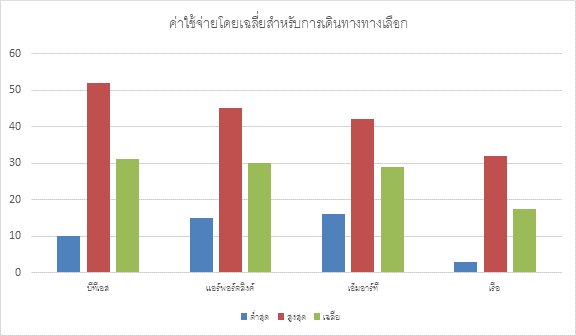 ค่าใช้จ่ายโดยเฉลี่ยสำหรับการเดินทางทางเลือก
60
50
40
30
20
10
0
บีทีเอส แอร์พอร์ตลิงค์ เอ็มอาร์ที เรือ
ต่ำสุด สูงสุด เฉลี่ย